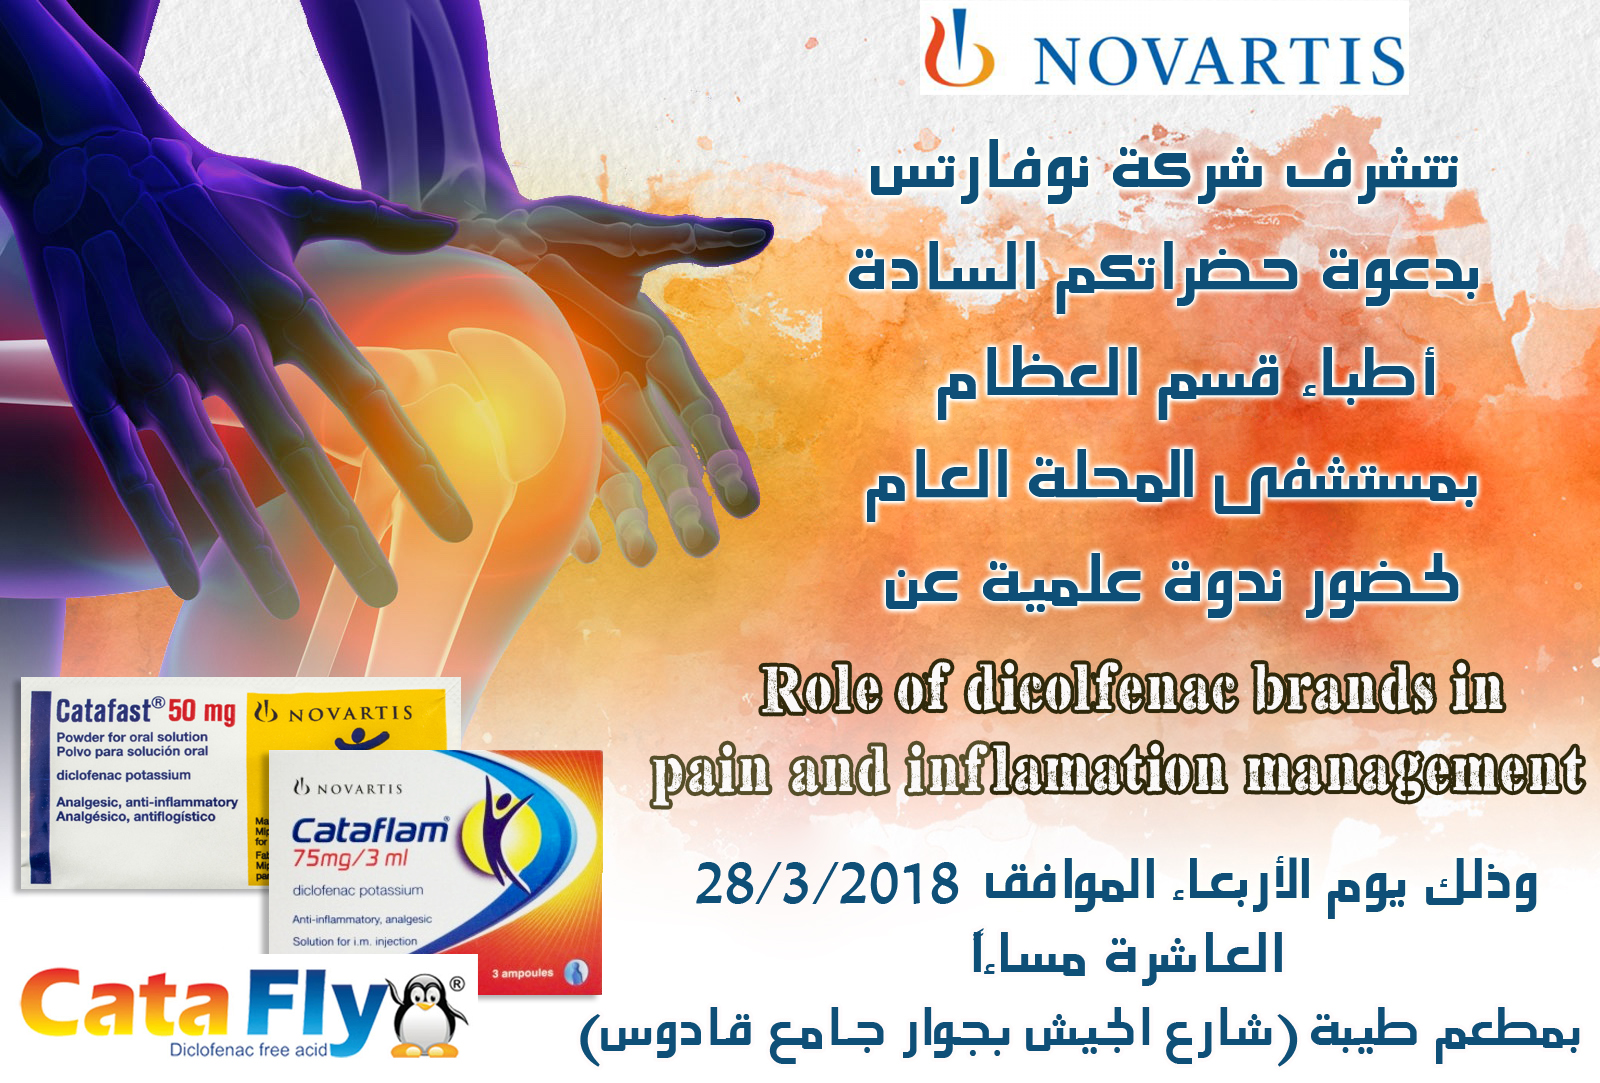 NOVARTIS
تتشرف شركة نوفارتس
بدعوة حضراتكم السادة
أطباء قسم العظام
بمستشفى المحلة العام
لحضور ندوة علمية عن
Role of dicolfenac brands in
pain and inflamation management
وذلك يوم الأربعاء الموافق 28/3/2018
العاشرة مساءاً
بمطعم طيبة (شارع الجيش بجوار جامع قادوس)
Catafast® 50 mg
Powder for oral solution
Polvo para solución oral
diclofenac potassium
Analgesic, anti-inflammatory
Analgésico, antiflogístico
NOVARTIS
NOVARTIS
Cataflam®
75mg/3 ml
diclofenac potassium
Anti-inflammatory, analgesic
Solution for i.m. injection
3 ampoules
Cata Fly®
Diclofenac free acid